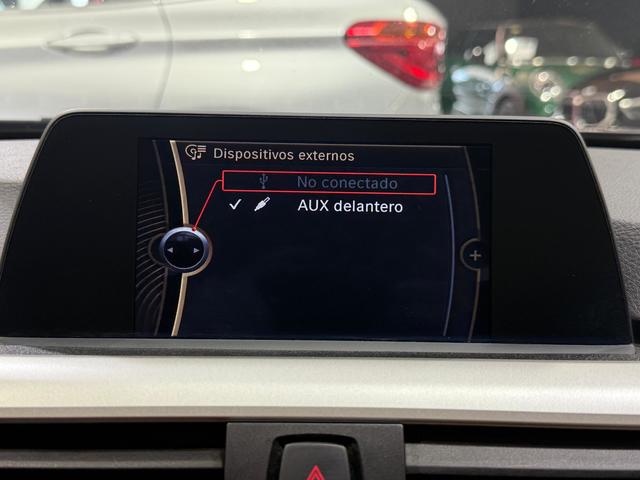 Dispositivos externos
No conectado
AUX delantero